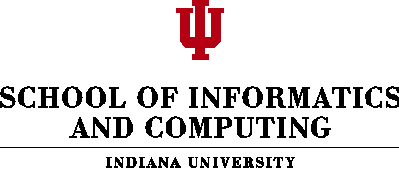 SCHOOL OF INFORMATICS
AND COMPUTING
INDIANA UNIVERSITY